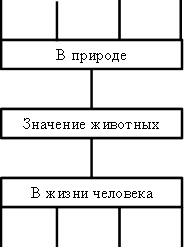 В природе
Значение животных
В жизни человека